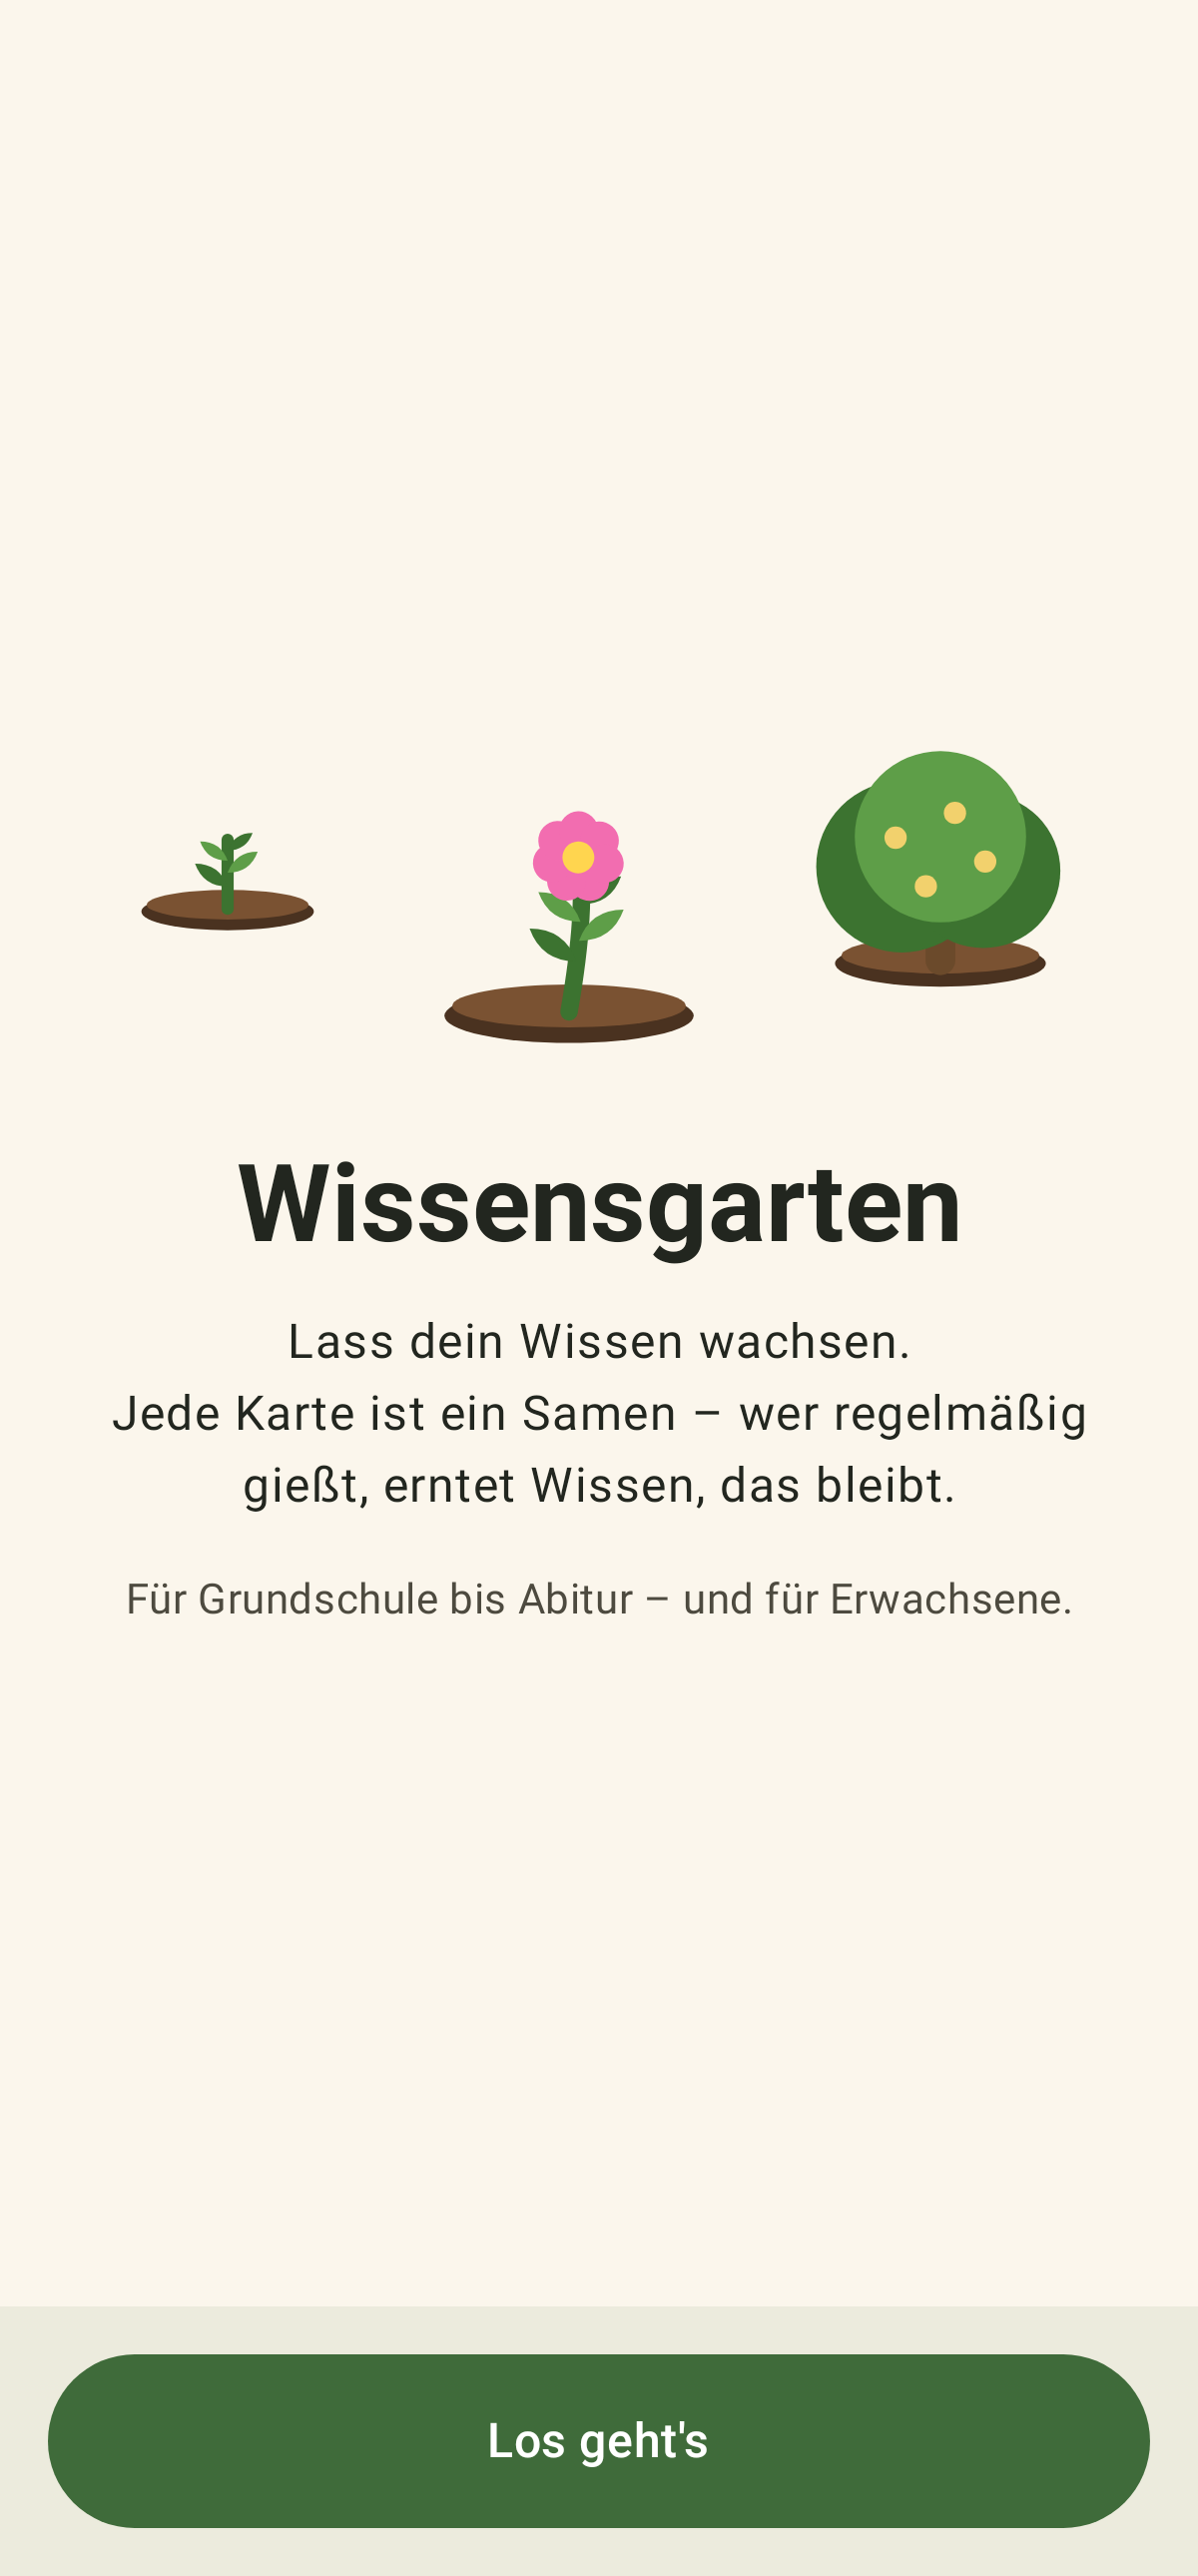 Wissensgarten
Lass dein Wissen wachsen.
Jede Karte ist ein Samen – wer regelmäßig
gießt, erntet Wissen, das bleibt.
Für Grundschule bis Abitur – und für Erwachsene.
Los geht's